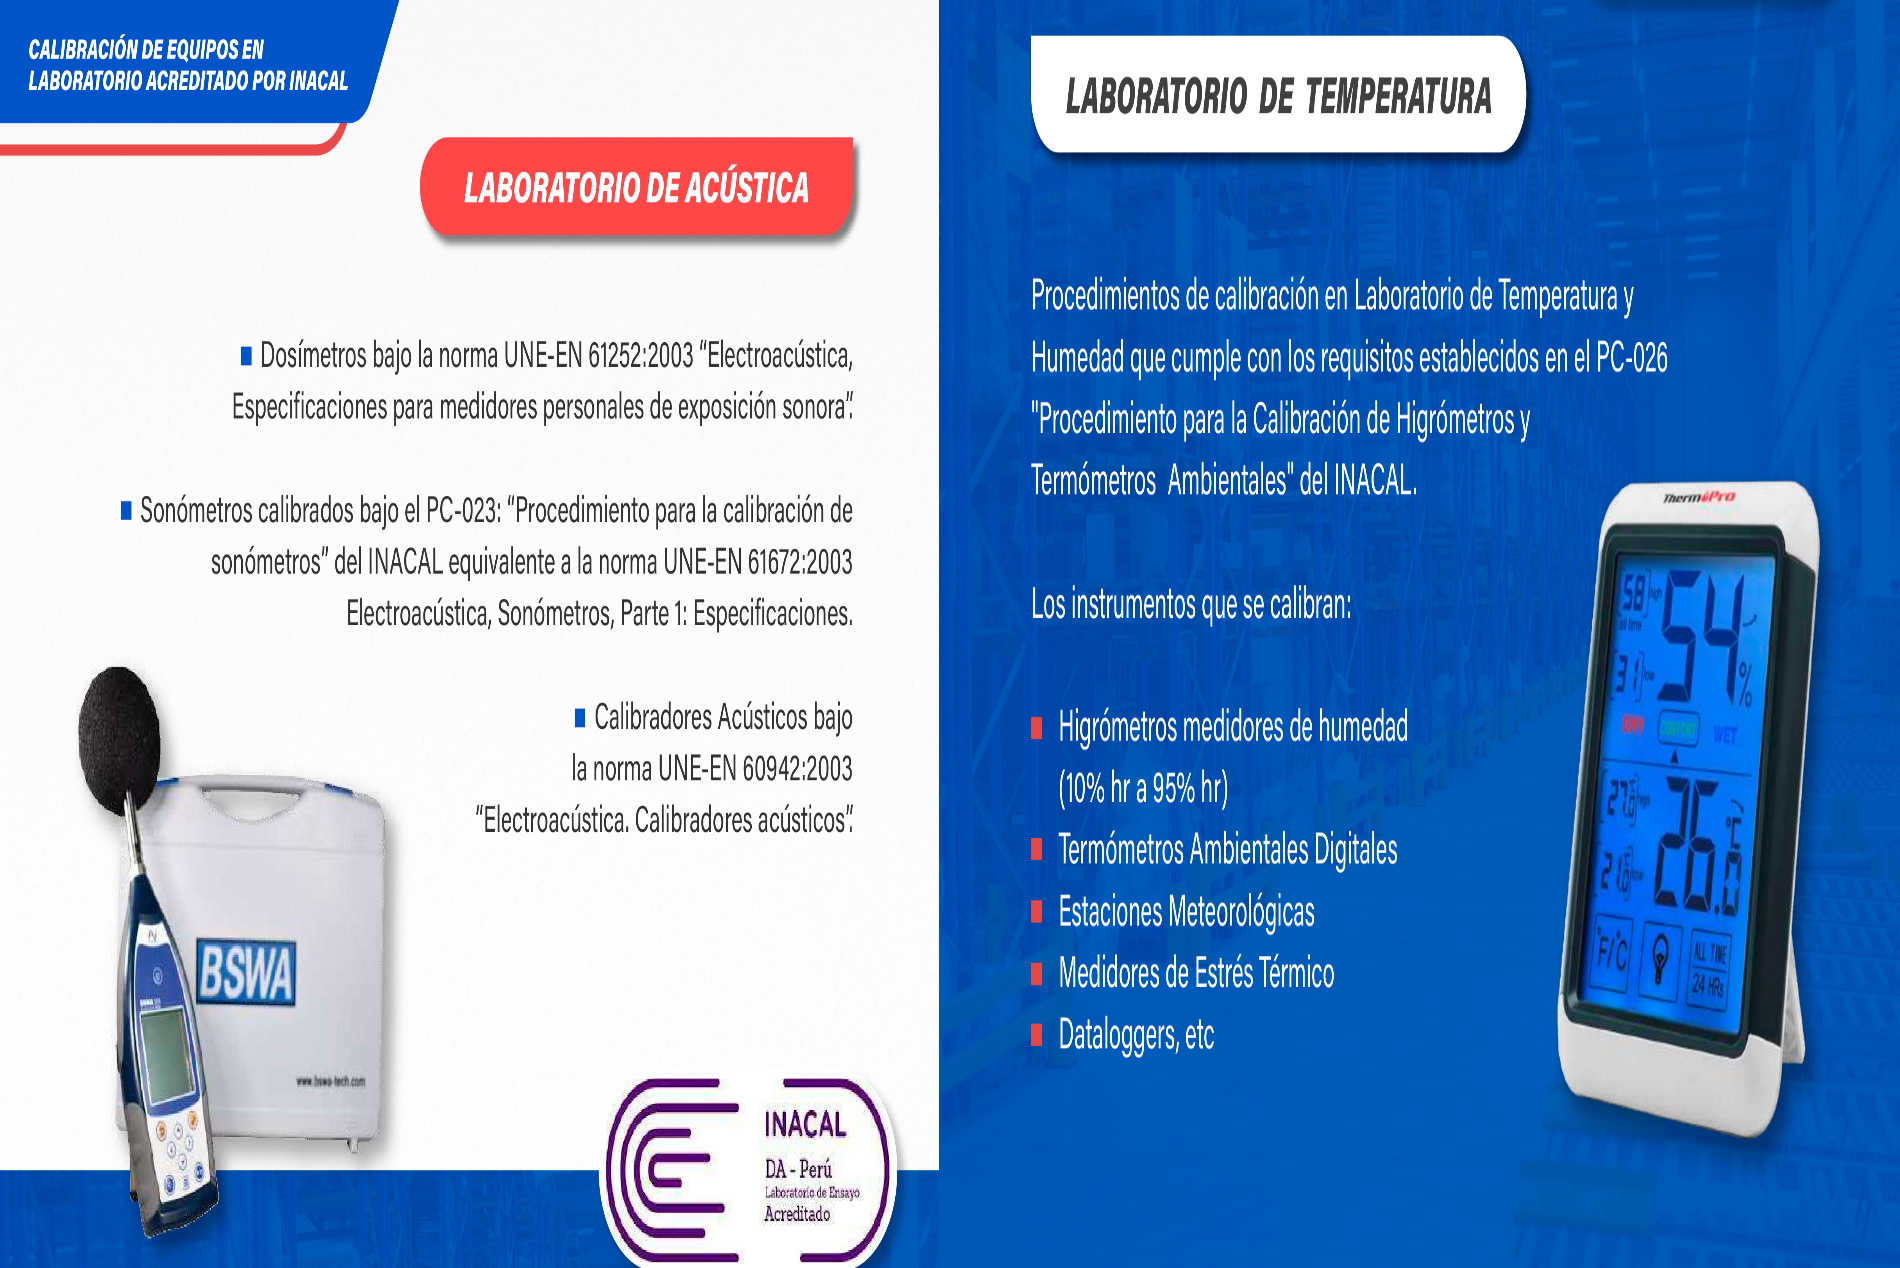 CALIBRACIÓN DE EQUIPOS EN
LABORATORIO ACREDITADO POR INACAL
LABORATORIO DE ACÚSTICA
Dosímetros bajo la norma UNE-EN 61252:2003 “Electroacústica,
Especificaciones para medidores personales de exposición sonora”.
Sonómetros calibrados bajo el PC-023: “Procedimiento para la calibración de
sonómetros” del INACAL equivalente a la norma UNE-EN 61672:2003
Electroacústica, Sonómetros, Parte 1: Especificaciones.
Calibradores Acústicos bajo
la norma UNE-EN 60942:2003
“Electroacústica. Calibradores acústicos”.
BSWA
www.bswa-tech.com
INACAL
DA - Perú
Laboratorio de Ensayo
Acreditado
LABORATORIO DE TEMPERATURA
Procedimientos de calibración en Laboratorio de Temperatura y
Humedad que cumple con los requisitos establecidos en el PC-026
"Procedimiento para la Calibración de Higrómetros y
Termómetros Ambientales" del INACAL.
Los instrumentos que se calibran:
Higrómetros medidores de humedad
(10% hr a 95% hr)
Termómetros Ambientales Digitales
Estaciones Meteorológicas
Medidores de Estrés Térmico
Dataloggers, etc
ThermoPro
58 high
all time
54 %
31 low
COMFORT
WET
27.0 high
26.0 °C
21.0 low
°F/°C
ALL TIME
24 HRs